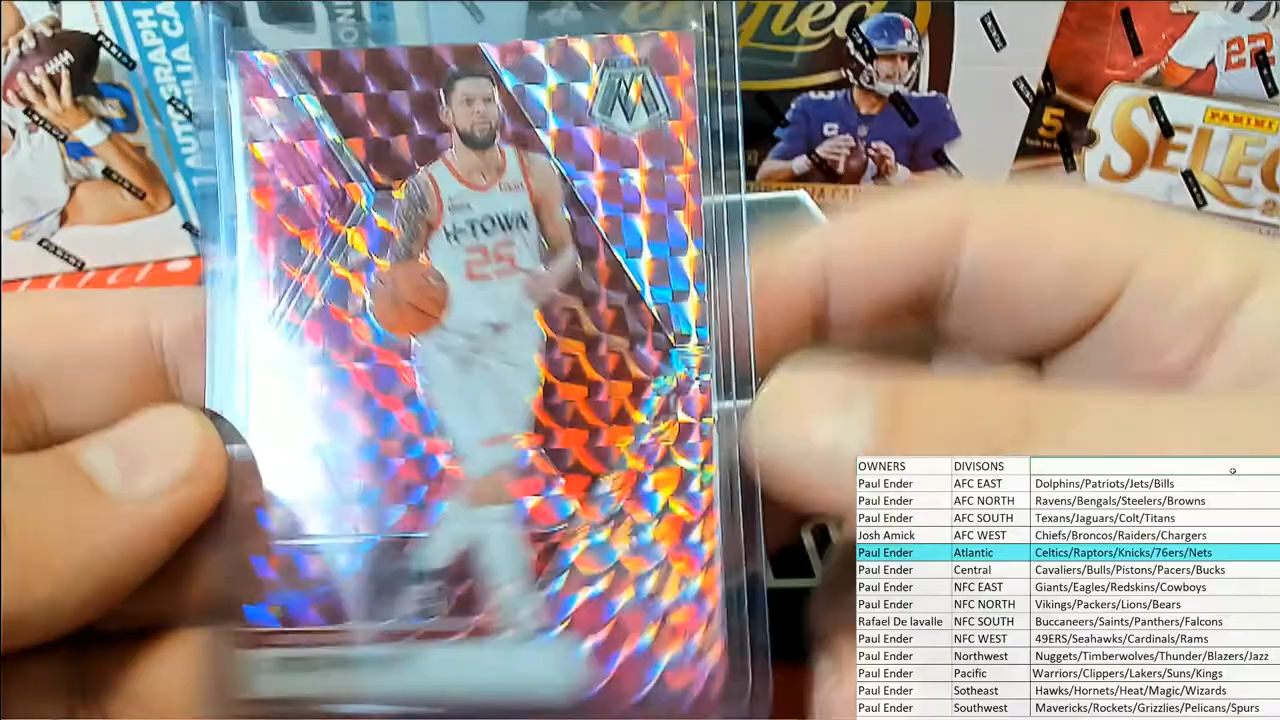 AUTOGRAPH
PANINI
PANINI
PANINI
22
5
PANINI
SELEC
H-TOWN
25
OWNERS DIVISONS
Paul Ender AFC EAST Dolphins/Patriots/Jets/Bills
Paul Ender AFC NORTH Ravens/Bengals/Steelers/Browns
Paul Ender AFC SOUTH Texans/Jaguars/Colt/Titans
Josh Amick AFC WEST Chiefs/Broncos/Raiders/Chargers
Paul Ender Atlantic Celtics/Raptors/Knicks/76ers/Nets
Paul Ender Central Cavaliers/Bulls/Pistons/Pacers/Bucks
Paul Ender NFC EAST Giants/Eagles/Redskins/Cowboys
Paul Ender NFC NORTH Vikings/Packers/Lions/Bears
Rafael De lavalle NFC SOUTH Buccaneers/Saints/Panthers/Falcons
Paul Ender NFC WEST 49ERS/Seahawks/Cardinals/Rams
Paul Ender Northwest Nuggets/Timberwolves/Thunder/Blazers/Jazz
Paul Ender Pacific Warriors/Clippers/Lakers/Suns/Kings
Paul Ender Sotheast Hawks/Hornets/Heat/Magic/Wizards
Paul Ender Southwest Mavericks/Rockets/Grizzlies/Pelicans/Spurs